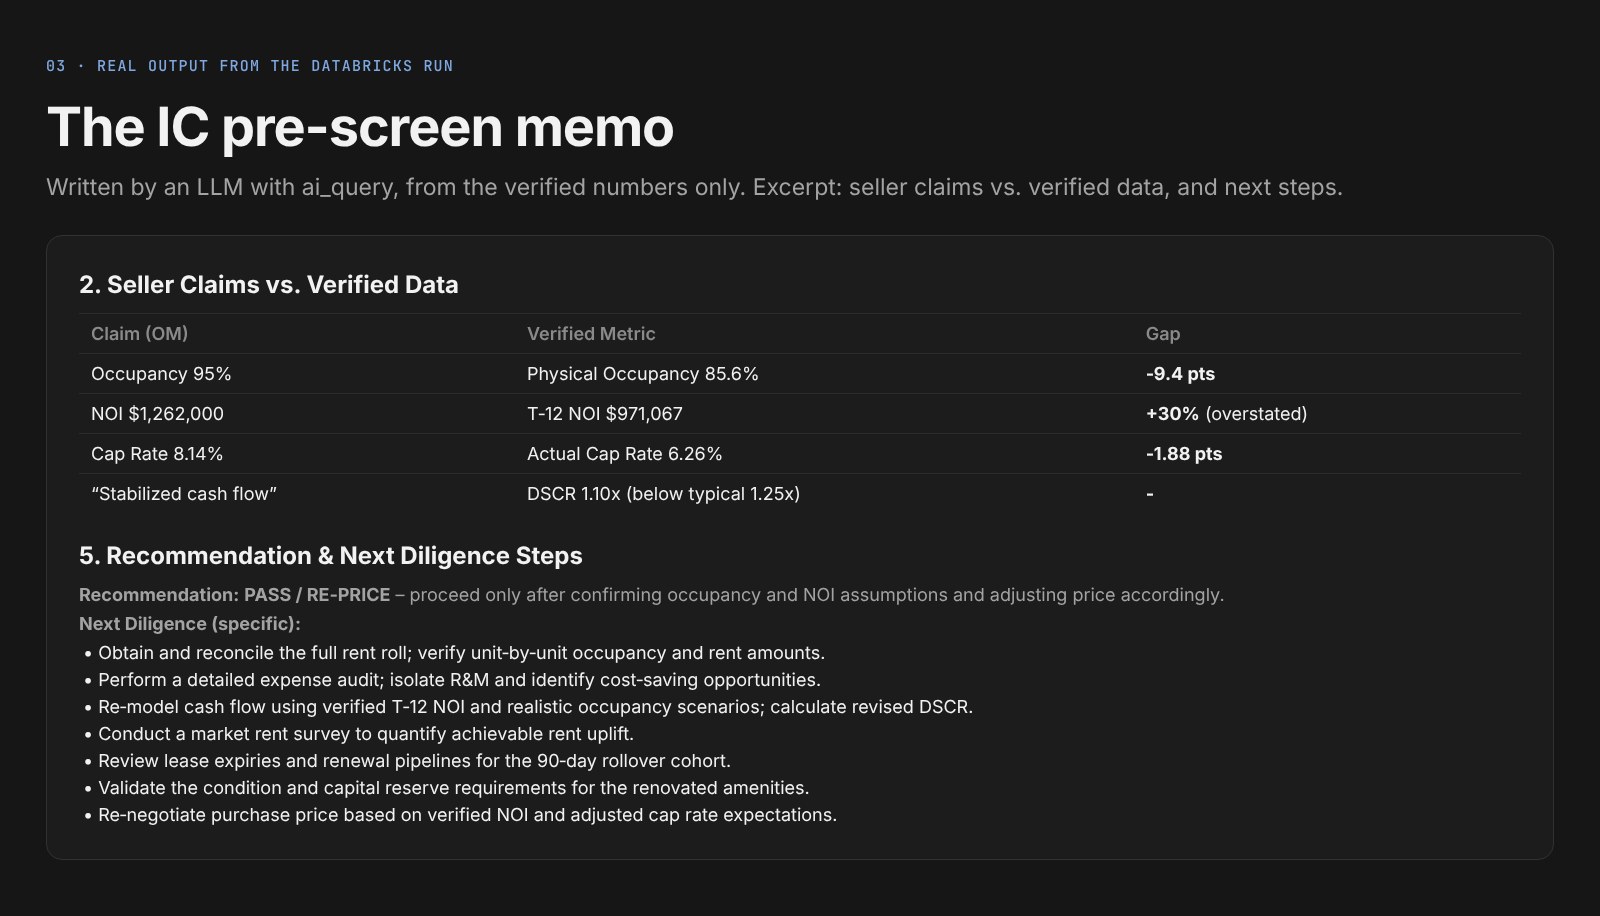 03 · REAL OUTPUT FROM THE DATABRICKS RUN
The IC pre-screen memo
Written by an LLM with ai_query, from the verified numbers only. Excerpt: seller claims vs. verified data, and next steps.
2. Seller Claims vs. Verified Data
Claim (OM) Verified Metric Gap
Occupancy 95% Physical Occupancy 85.6% -9.4 pts
NOI $1,262,000 T-12 NOI $971,067 +30% (overstated)
Cap Rate 8.14% Actual Cap Rate 6.26% -1.88 pts
“Stabilized cash flow” DSCR 1.10x (below typical 1.25x) -
5. Recommendation & Next Diligence Steps
Recommendation: PASS / RE-PRICE – proceed only after confirming occupancy and NOI assumptions and adjusting price accordingly.
Next Diligence (specific):
• Obtain and reconcile the full rent roll; verify unit-by-unit occupancy and rent amounts.
• Perform a detailed expense audit; isolate R&M and identify cost-saving opportunities.
• Re-model cash flow using verified T-12 NOI and realistic occupancy scenarios; calculate revised DSCR.
• Conduct a market rent survey to quantify achievable rent uplift.
• Review lease expiries and renewal pipelines for the 90-day rollover cohort.
• Validate the condition and capital reserve requirements for the renovated amenities.
• Re-negotiate purchase price based on verified NOI and adjusted cap rate expectations.